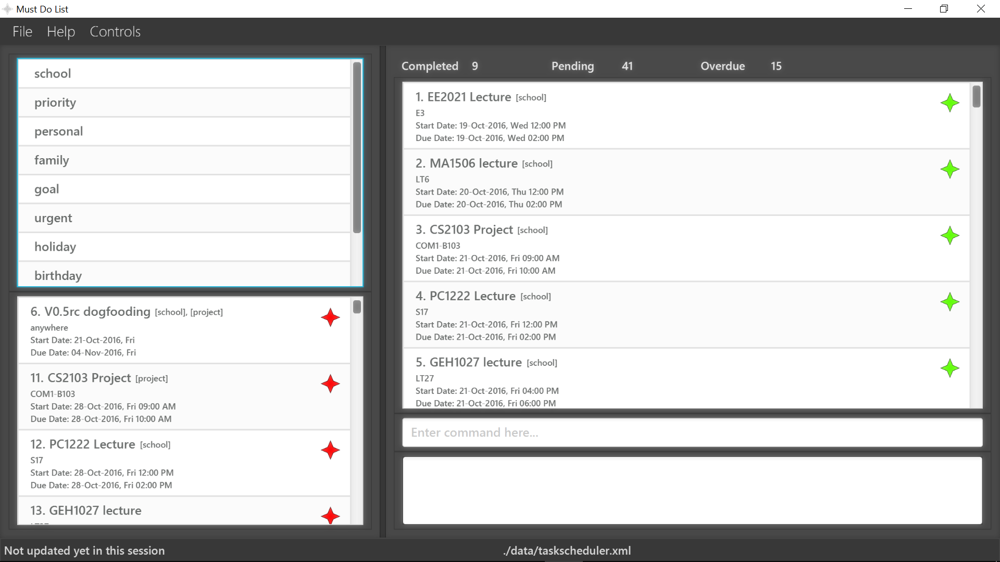 Must Do List
File Help Controls
school
priority
personal
family
goal
urgent
holiday
birthday
6. V0.5rc dogfooding [school], [project]
anywhere
Start Date: 21-Oct-2016, Fri
Due Date: 04-Nov-2016, Fri
11. CS2103 Project [project]
COM1-B103
Start Date: 28-Oct-2016, Fri 09:00 AM
Due Date: 28-Oct-2016, Fri 10:00 AM
12. PC1222 Lecture [school]
S17
Start Date: 28-Oct-2016, Fri 12:00 PM
Due Date: 28-Oct-2016, Fri 02:00 PM
13. GEH1027 lecture
Completed 9 Pending 41 Overdue 15
1. EE2021 Lecture [school]
E3
Start Date: 19-Oct-2016, Wed 12:00 PM
Due Date: 19-Oct-2016, Wed 02:00 PM
2. MA1506 lecture [school]
LT6
Start Date: 20-Oct-2016, Thu 12:00 PM
Due Date: 20-Oct-2016, Thu 02:00 PM
3. CS2103 Project [school]
COM1-B103
Start Date: 21-Oct-2016, Fri 09:00 AM
Due Date: 21-Oct-2016, Fri 10:00 AM
4. PC1222 Lecture [school]
S17
Start Date: 21-Oct-2016, Fri 12:00 PM
Due Date: 21-Oct-2016, Fri 02:00 PM
5. GEH1027 lecture [school]
LT27
Start Date: 21-Oct-2016, Fri 04:00 PM
Due Date: 21-Oct-2016, Fri 06:00 PM
Enter command here...
Not updated yet in this session
./data/taskscheduler.xml